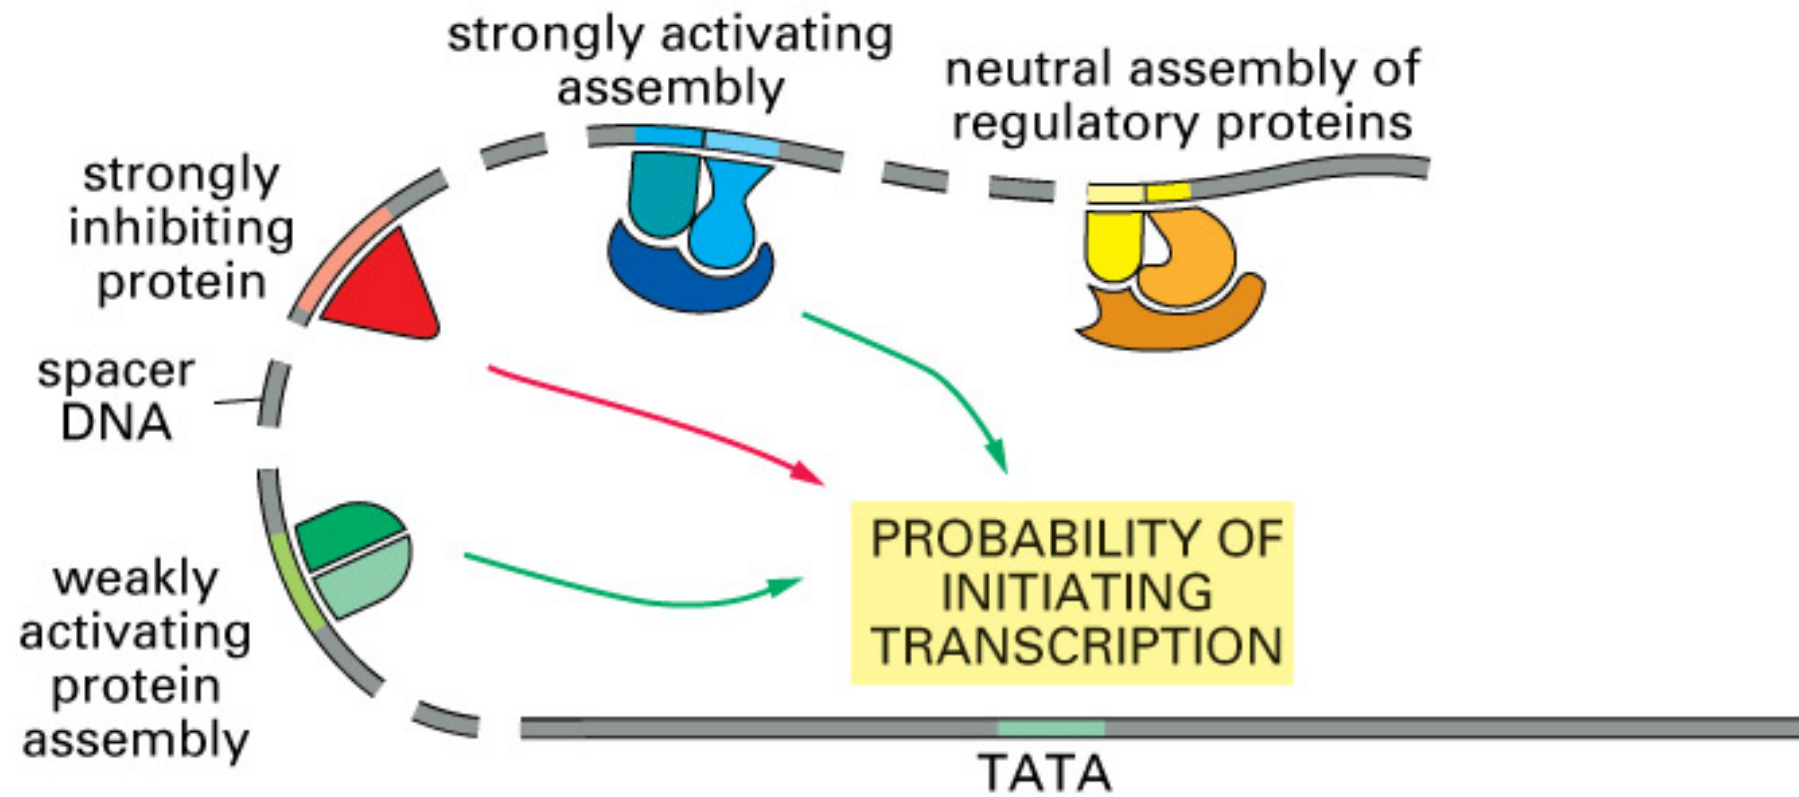 strongly activating
assembly
neutral assembly of
regulatory proteins
strongly
inhibiting
protein
spacer
DNA
weakly
activating
protein
assembly
PROBABILITY OF
INITIATING
TRANSCRIPTION
TATA